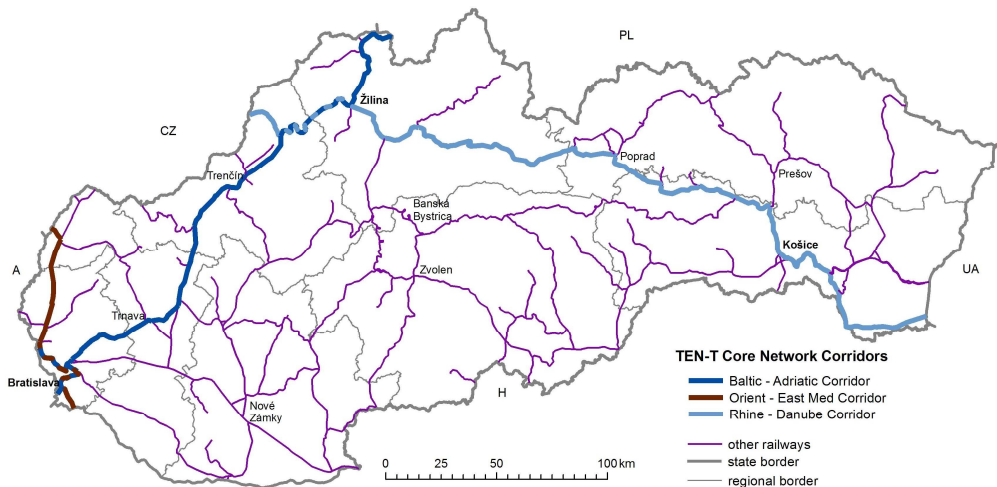 PL
CZ
Žilina
Poprad
Trenčín
Prešov
Banská
Bystrica
Košice
A
Zvolen
UA
Trnava
TEN-T Core Network Corridors
Bratislava
Baltic - Adriatic Corridor
H
Orient - East Med Corridor
Nové
Zámky
Rhine - Danube Corridor
other railways
state border
0 25 50 100 km
regional border